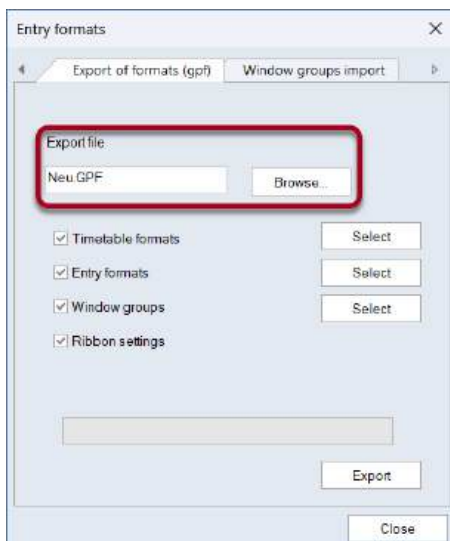 Entry formats
Export of formats (gpf)
Window groups import
Export file
Neu.GPF
Browse...
Timetable formats
Select
Entry formats
Select
Window groups
Select
Ribbon settings
Export
Close